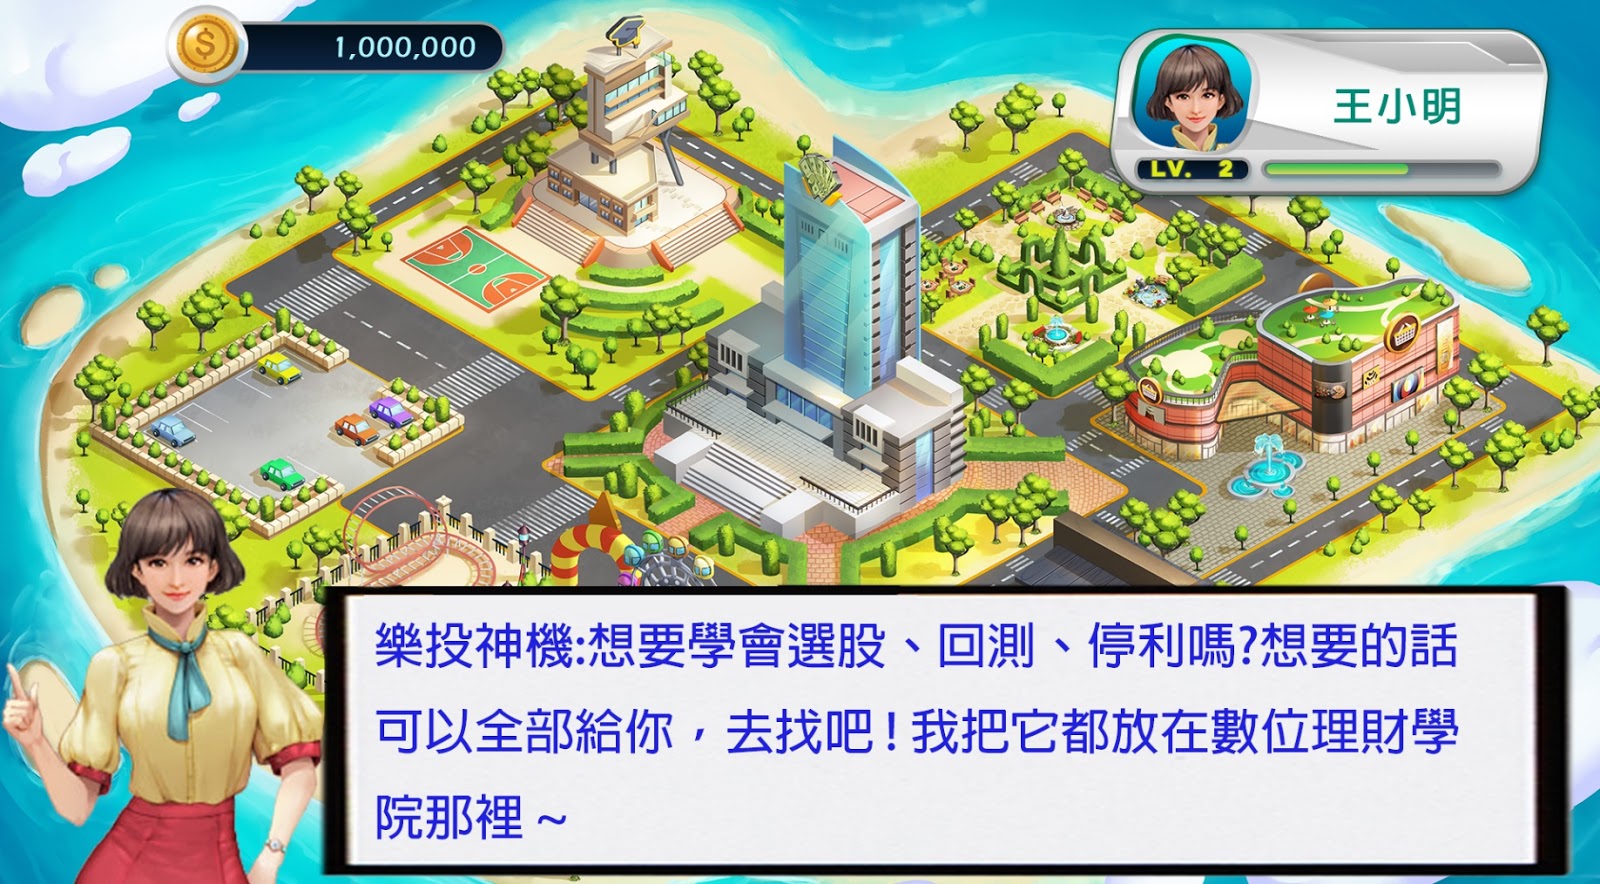 1,000,000
王小明
LV. 2
樂投神機:想要學會選股、回測、停利嗎?想要的話
可以全部給你，去找吧！我把它都放在數位理財學
院那裡～